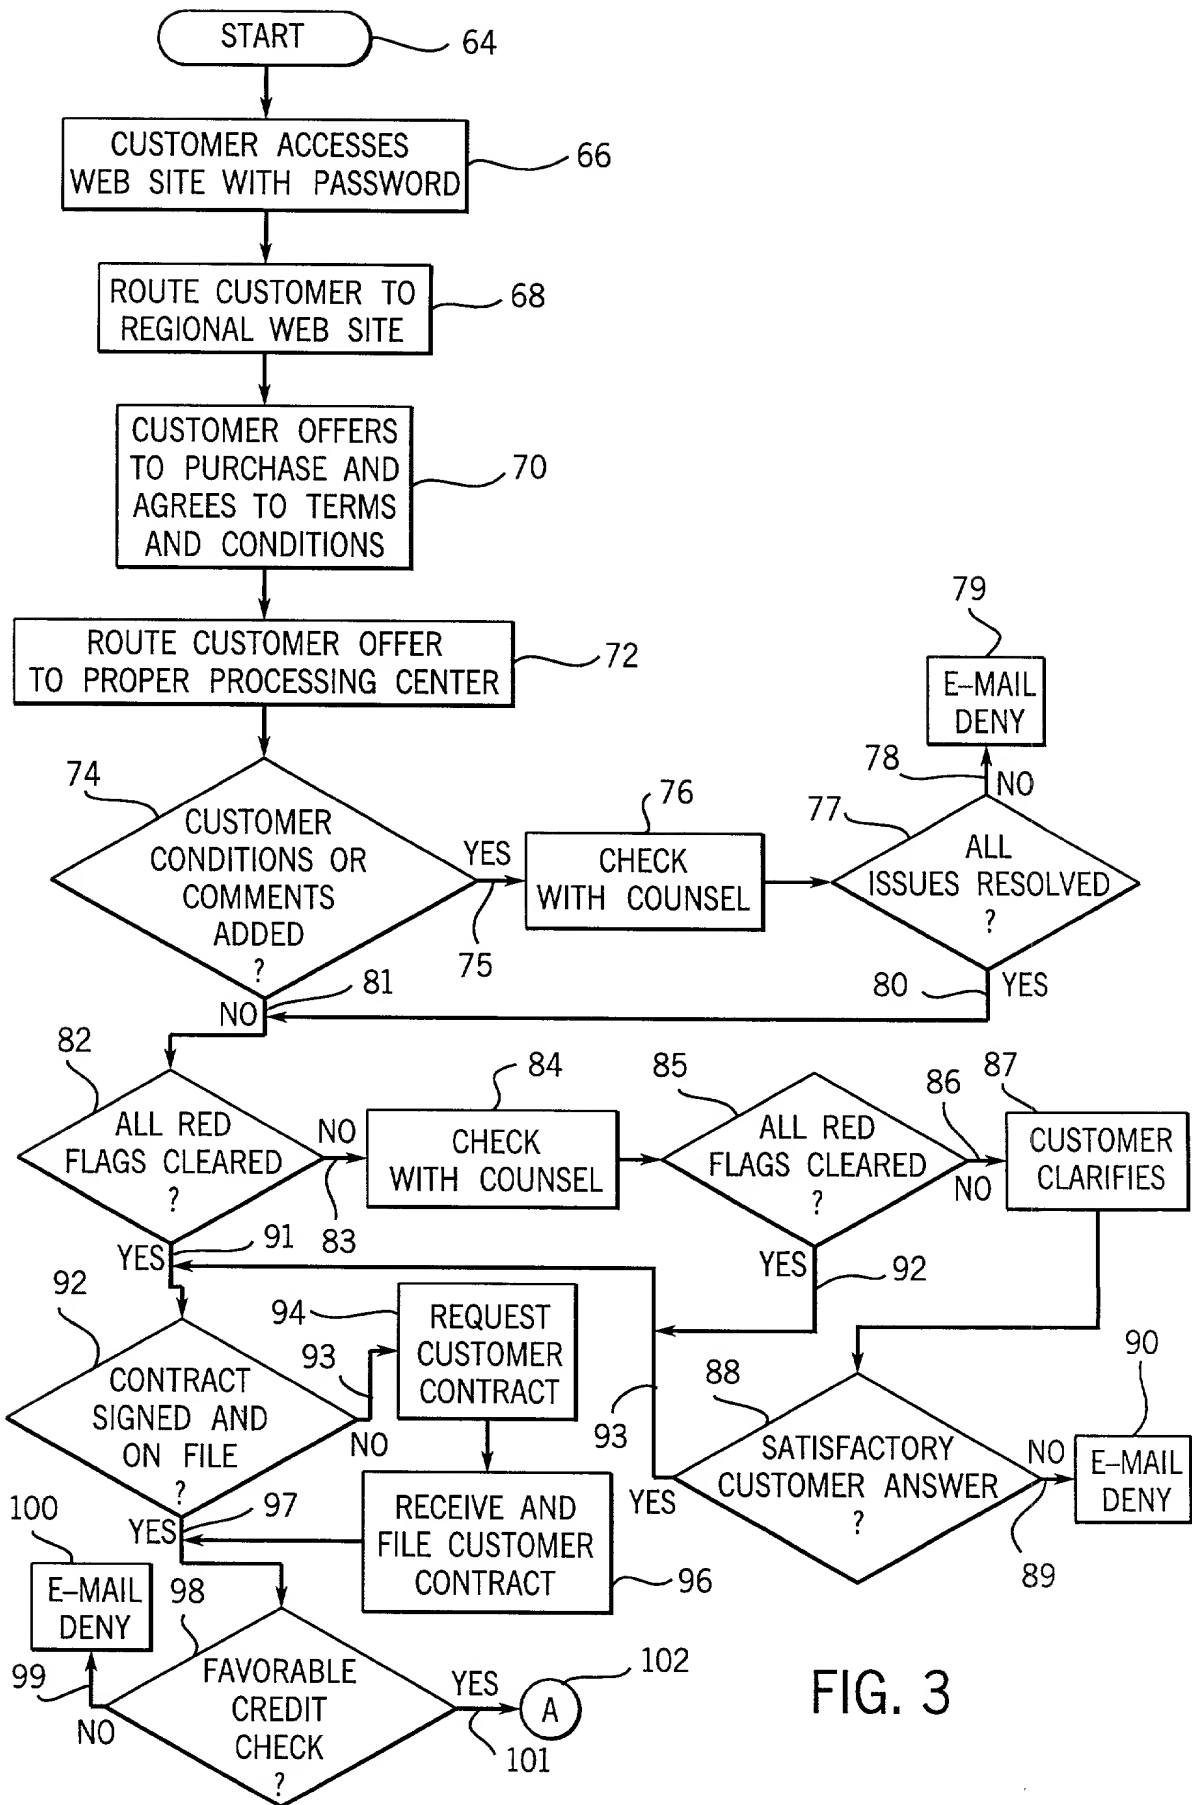 START
64
CUSTOMER ACCESSES
WEB SITE WITH PASSWORD
66
ROUTE CUSTOMER TO
REGIONAL WEB SITE
68
CUSTOMER OFFERS
TO PURCHASE AND
AGREES TO TERMS
AND CONDITIONS
70
ROUTE CUSTOMER OFFER
TO PROPER PROCESSING CENTER
72
79
E-MAIL
DENY
78
NO
74
CUSTOMER
CONDITIONS OR
COMMENTS
ADDED
?
YES
75
76
CHECK
WITH COUNSEL
77
ALL
ISSUES RESOLVED
?
80
YES
81
NO
82
ALL RED
FLAGS CLEARED
?
NO
83
84
CHECK
WITH COUNSEL
85
ALL RED
FLAGS CLEARED
?
86
NO
87
CUSTOMER
CLARIFIES
YES
91
YES
92
92
CONTRACT
SIGNED AND
ON FILE
?
93
NO
94
REQUEST
CUSTOMER
CONTRACT
93
88
SATISFACTORY
CUSTOMER ANSWER
?
YES
NO
89
90
E-MAIL
DENY
RECEIVE AND
FILE CUSTOMER
CONTRACT
96
YES
97
100
E-MAIL
DENY
99
NO
98
FAVORABLE
CREDIT
CHECK
?
YES
101
A
102
FIG. 3